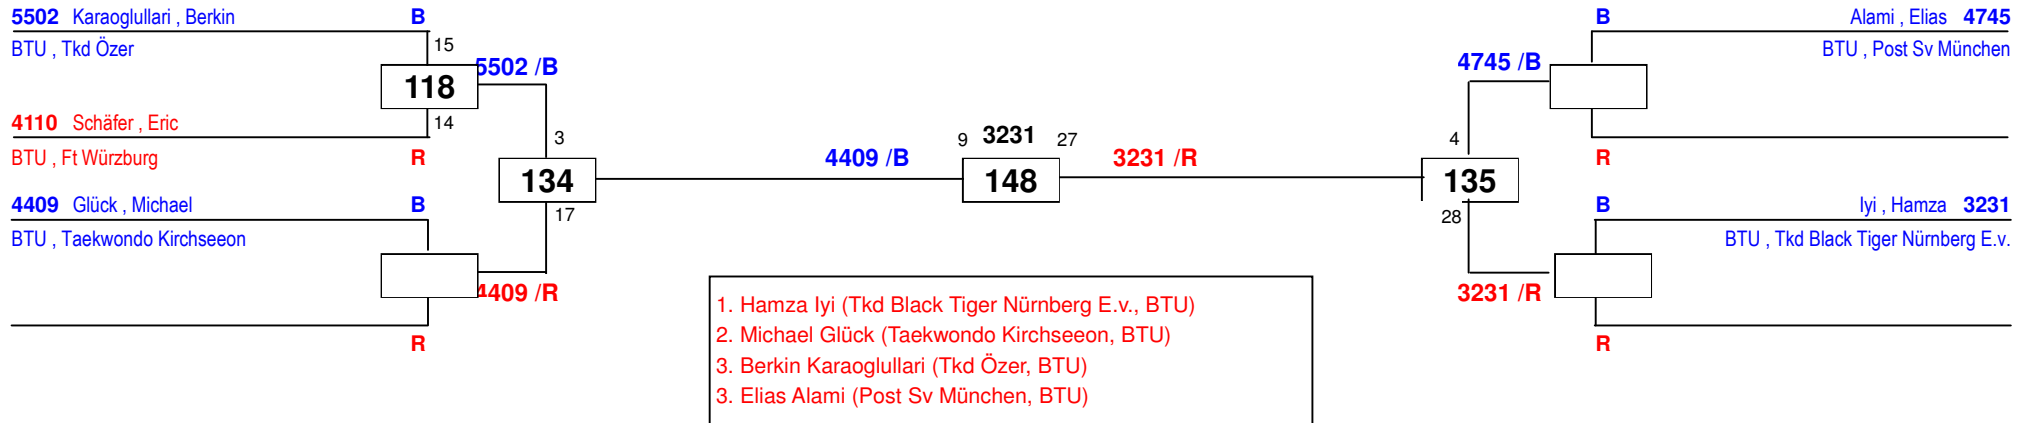 5502 Karaoglullari , Berkin B
BTU , Tkd Özer
15
118
5502 /B
14
4110 Schäfer , Eric
BTU , Ft Würzburg R
3
134
17
4409 Glück , Michael B
BTU , Taekwondo Kirchseeon
4409 /R
R
4409 /B
9 3231 27
148
3231 /R
B Alami , Elias 4745
BTU , Post Sv München
4745 /B
R
4
135
28
B Iyi , Hamza 3231
BTU , Tkd Black Tiger Nürnberg E.v.
3231 /R
R
1. Hamza Iyi (Tkd Black Tiger Nürnberg E.v., BTU)
2. Michael Glück (Taekwondo Kirchseeon, BTU)
3. Berkin Karaoglullari (Tkd Özer, BTU)
3. Elias Alami (Post Sv München, BTU)